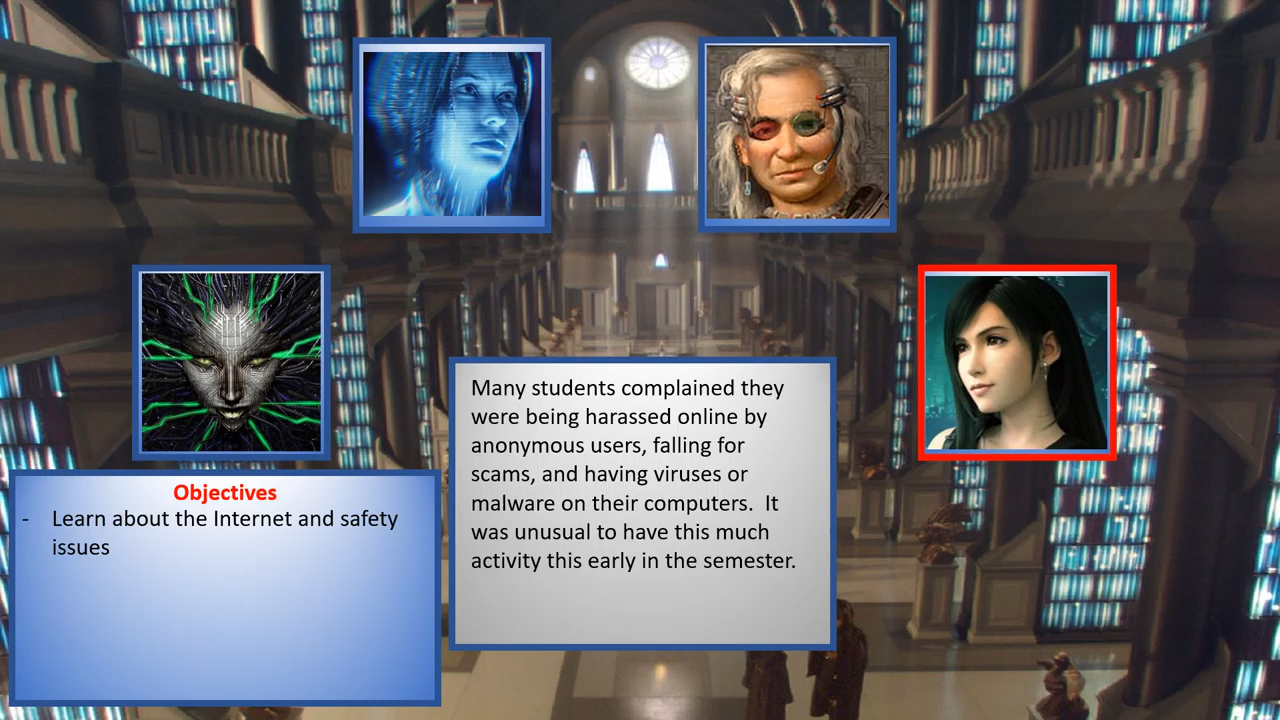 Many students complained they
were being harassed online by
anonymous users, falling for
scams, and having viruses or
malware on their computers.  It
was unusual to have this much
activity this early in the semester.
Objectives
- Learn about the Internet and safety
issues